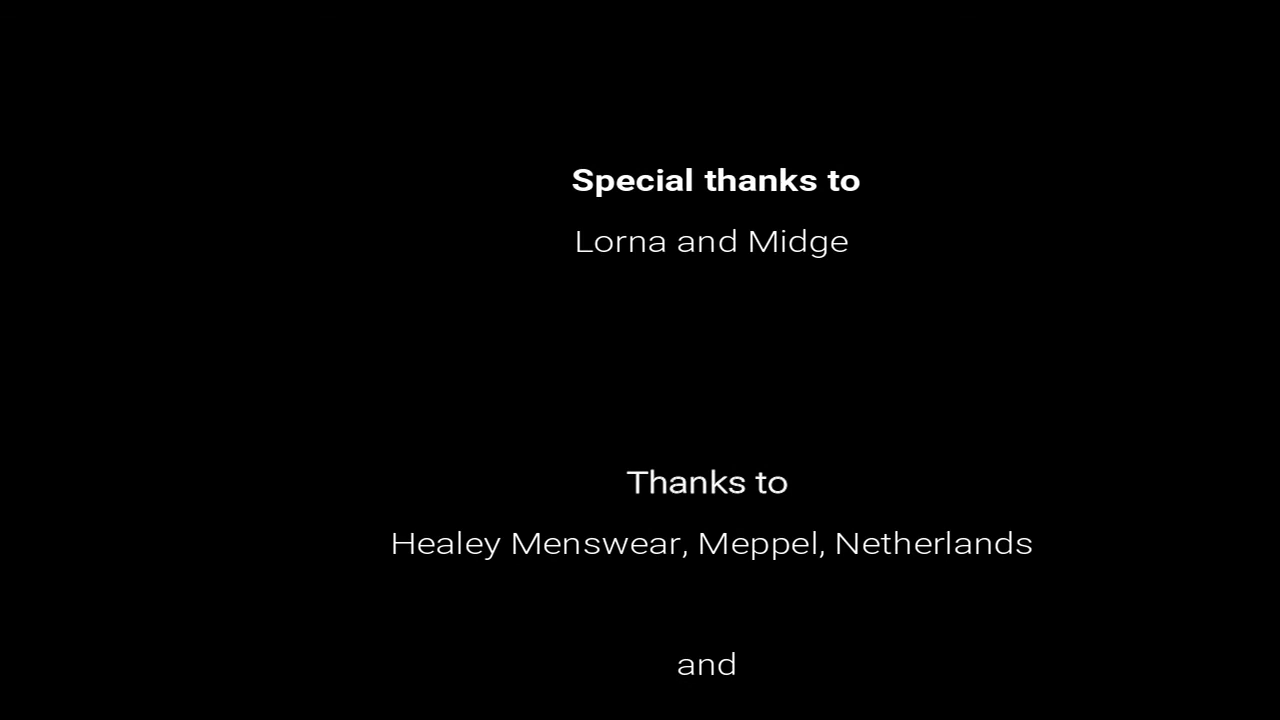 Special thanks to
Lorna and Midge
Thanks to
Healey Menswear, Meppel, Netherlands
and